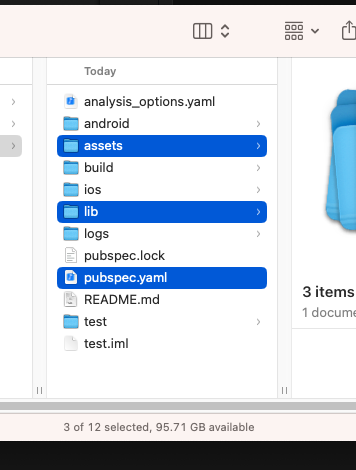 Today
analysis_options.yaml
android
assets
build
ios
lib
logs
pubspec.lock
pubspec.yaml
README.md
test
test.iml
3 items
1 docume
3 of 12 selected, 95.71 GB available